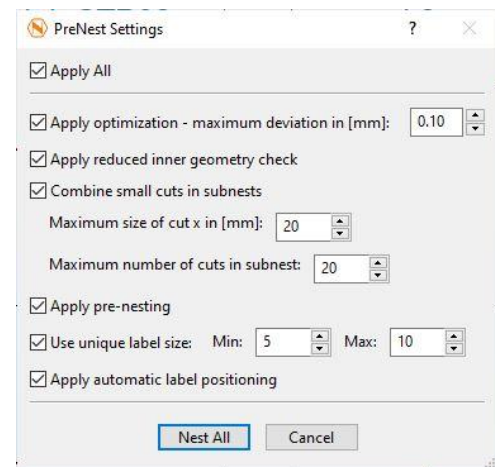 PreNest Settings ?
Apply All
Apply optimization - maximum deviation in [mm]: 0.10
Apply reduced inner geometry check
Combine small cuts in subnests
Maximum size of cut x in [mm]: 20
Maximum number of cuts in subnest: 20
Apply pre-nesting
Use unique label size: Min: 5 Max: 10
Apply automatic label positioning
Nest All Cancel